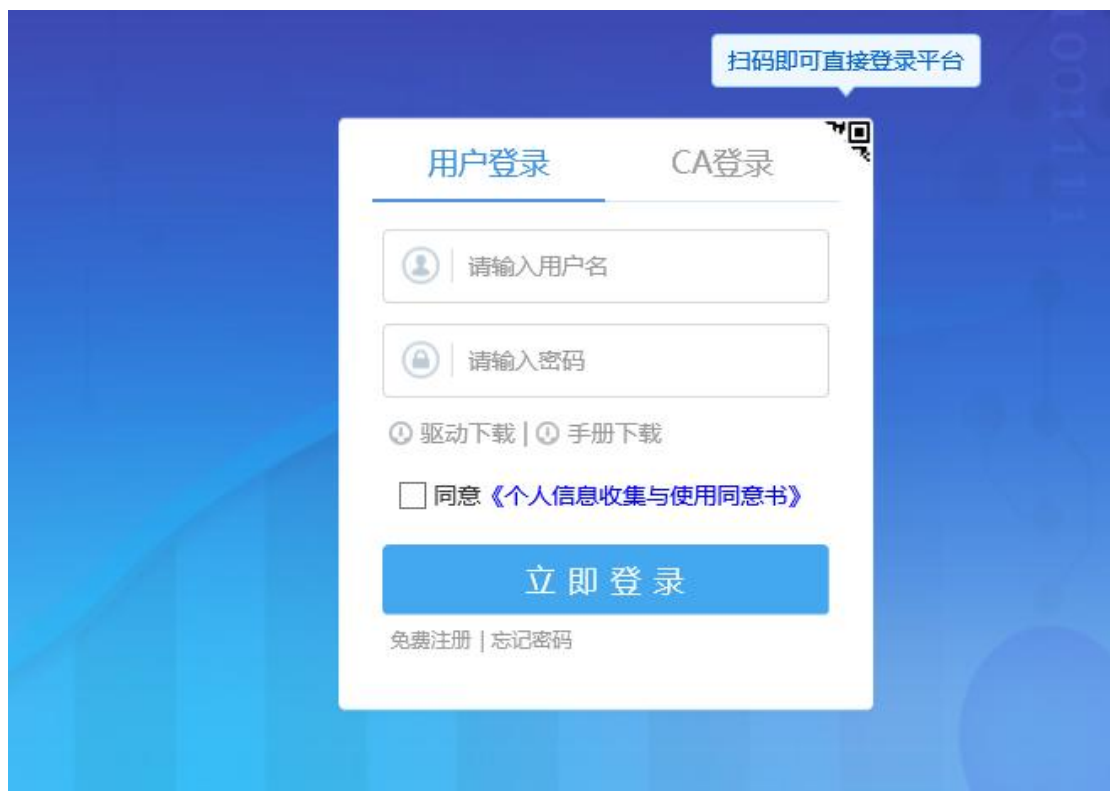 扫码即可直接登录平台
用户登录 CA登录
请输入用户名
请输入密码
驱动下载 | 手册下载
同意《个人信息收集与使用同意书》
立即登录
免费注册 | 忘记密码